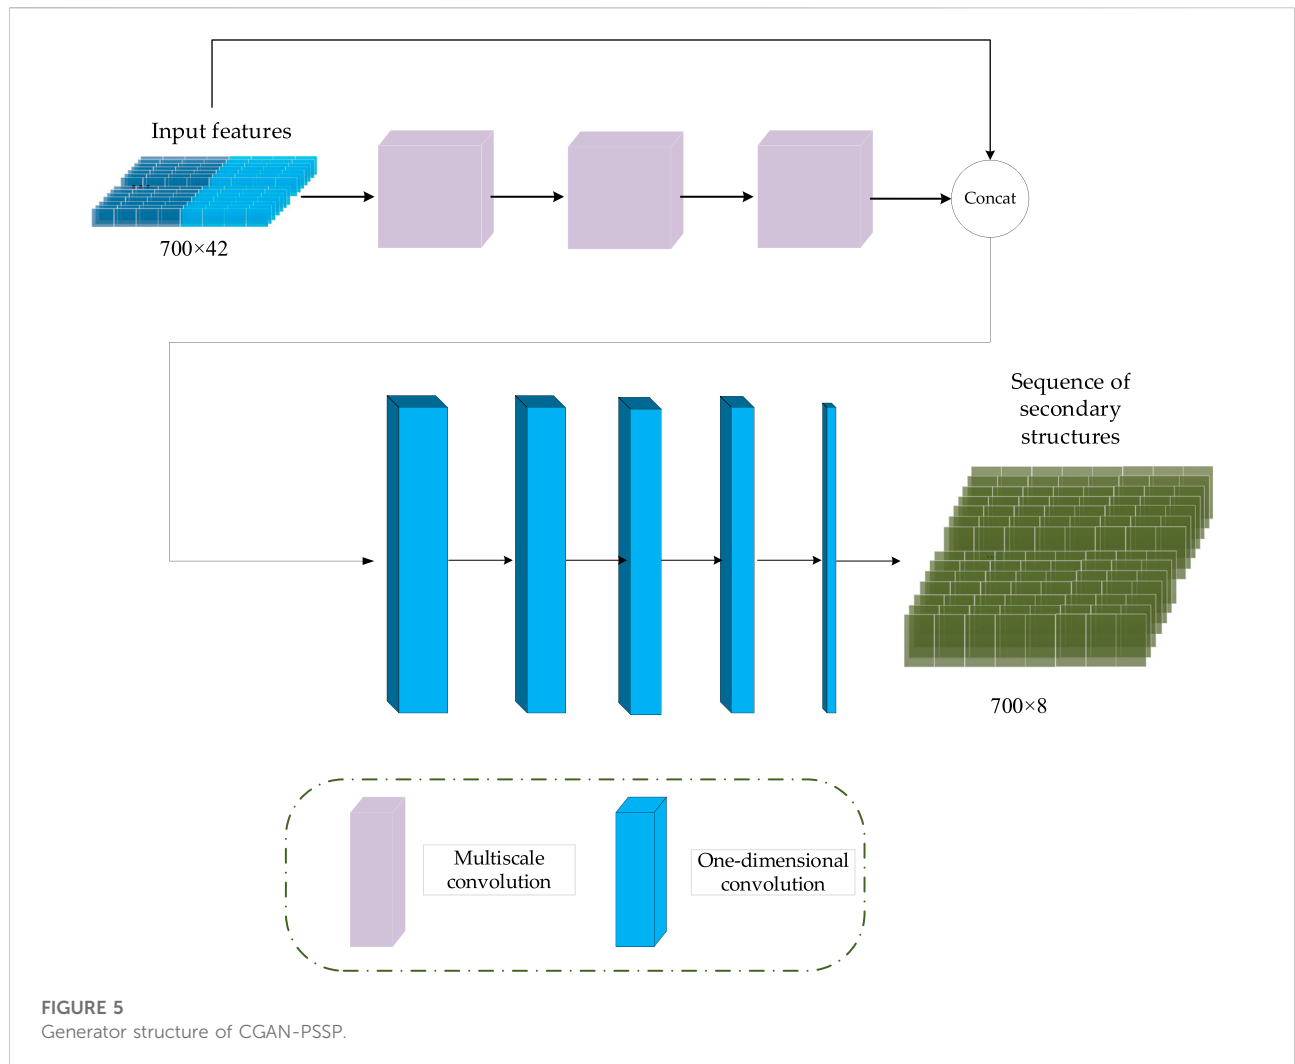 Input features
700×42
Concat
Sequence of
secondary
structures
700×8
Multiscale
convolution
One-dimensional
convolution
FIGURE 5
Generator structure of CGAN-PSSP.